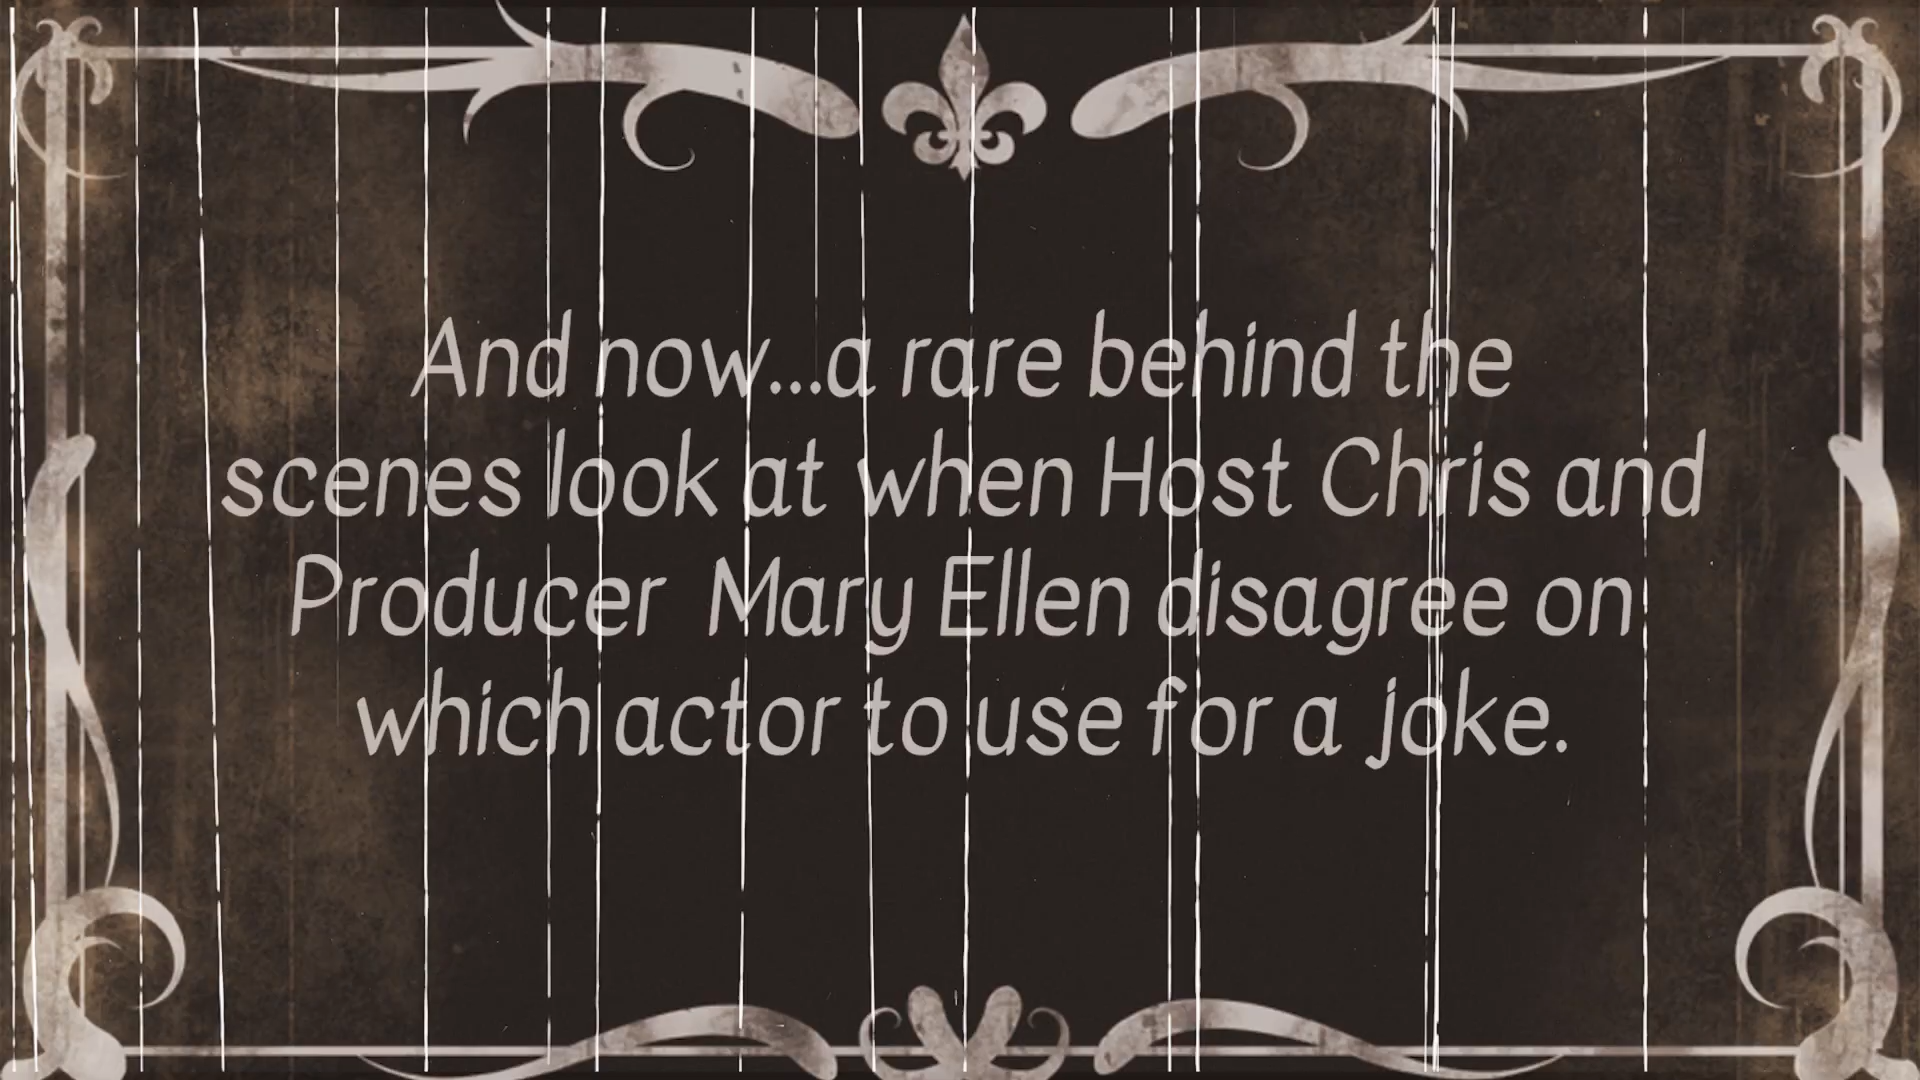 And now...a rare behind the
scenes look at when Host Chris and
Producer  Mary Ellen disagree on
which actor to use for a joke.